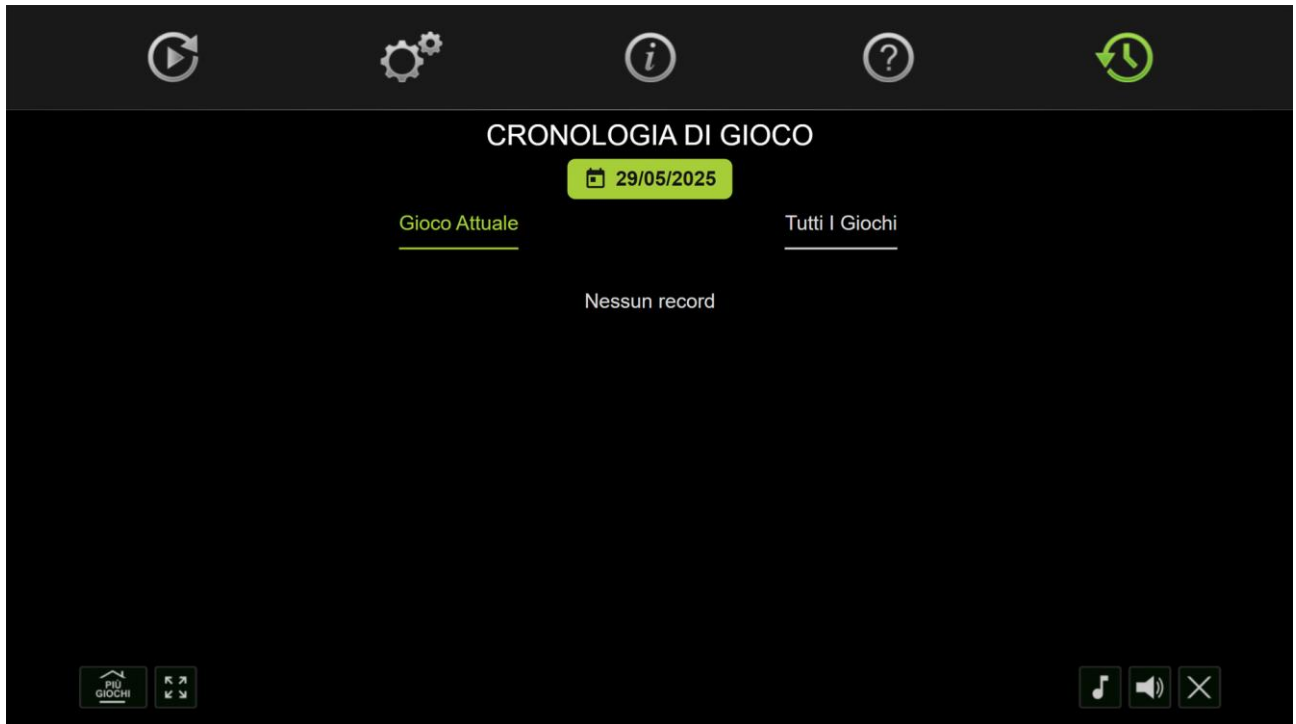 CRONOLOGIA DI GIOCO
29/05/2025
Gioco Attuale
Tutti I Giochi
Nessun record
PIÙ
GIOCHI